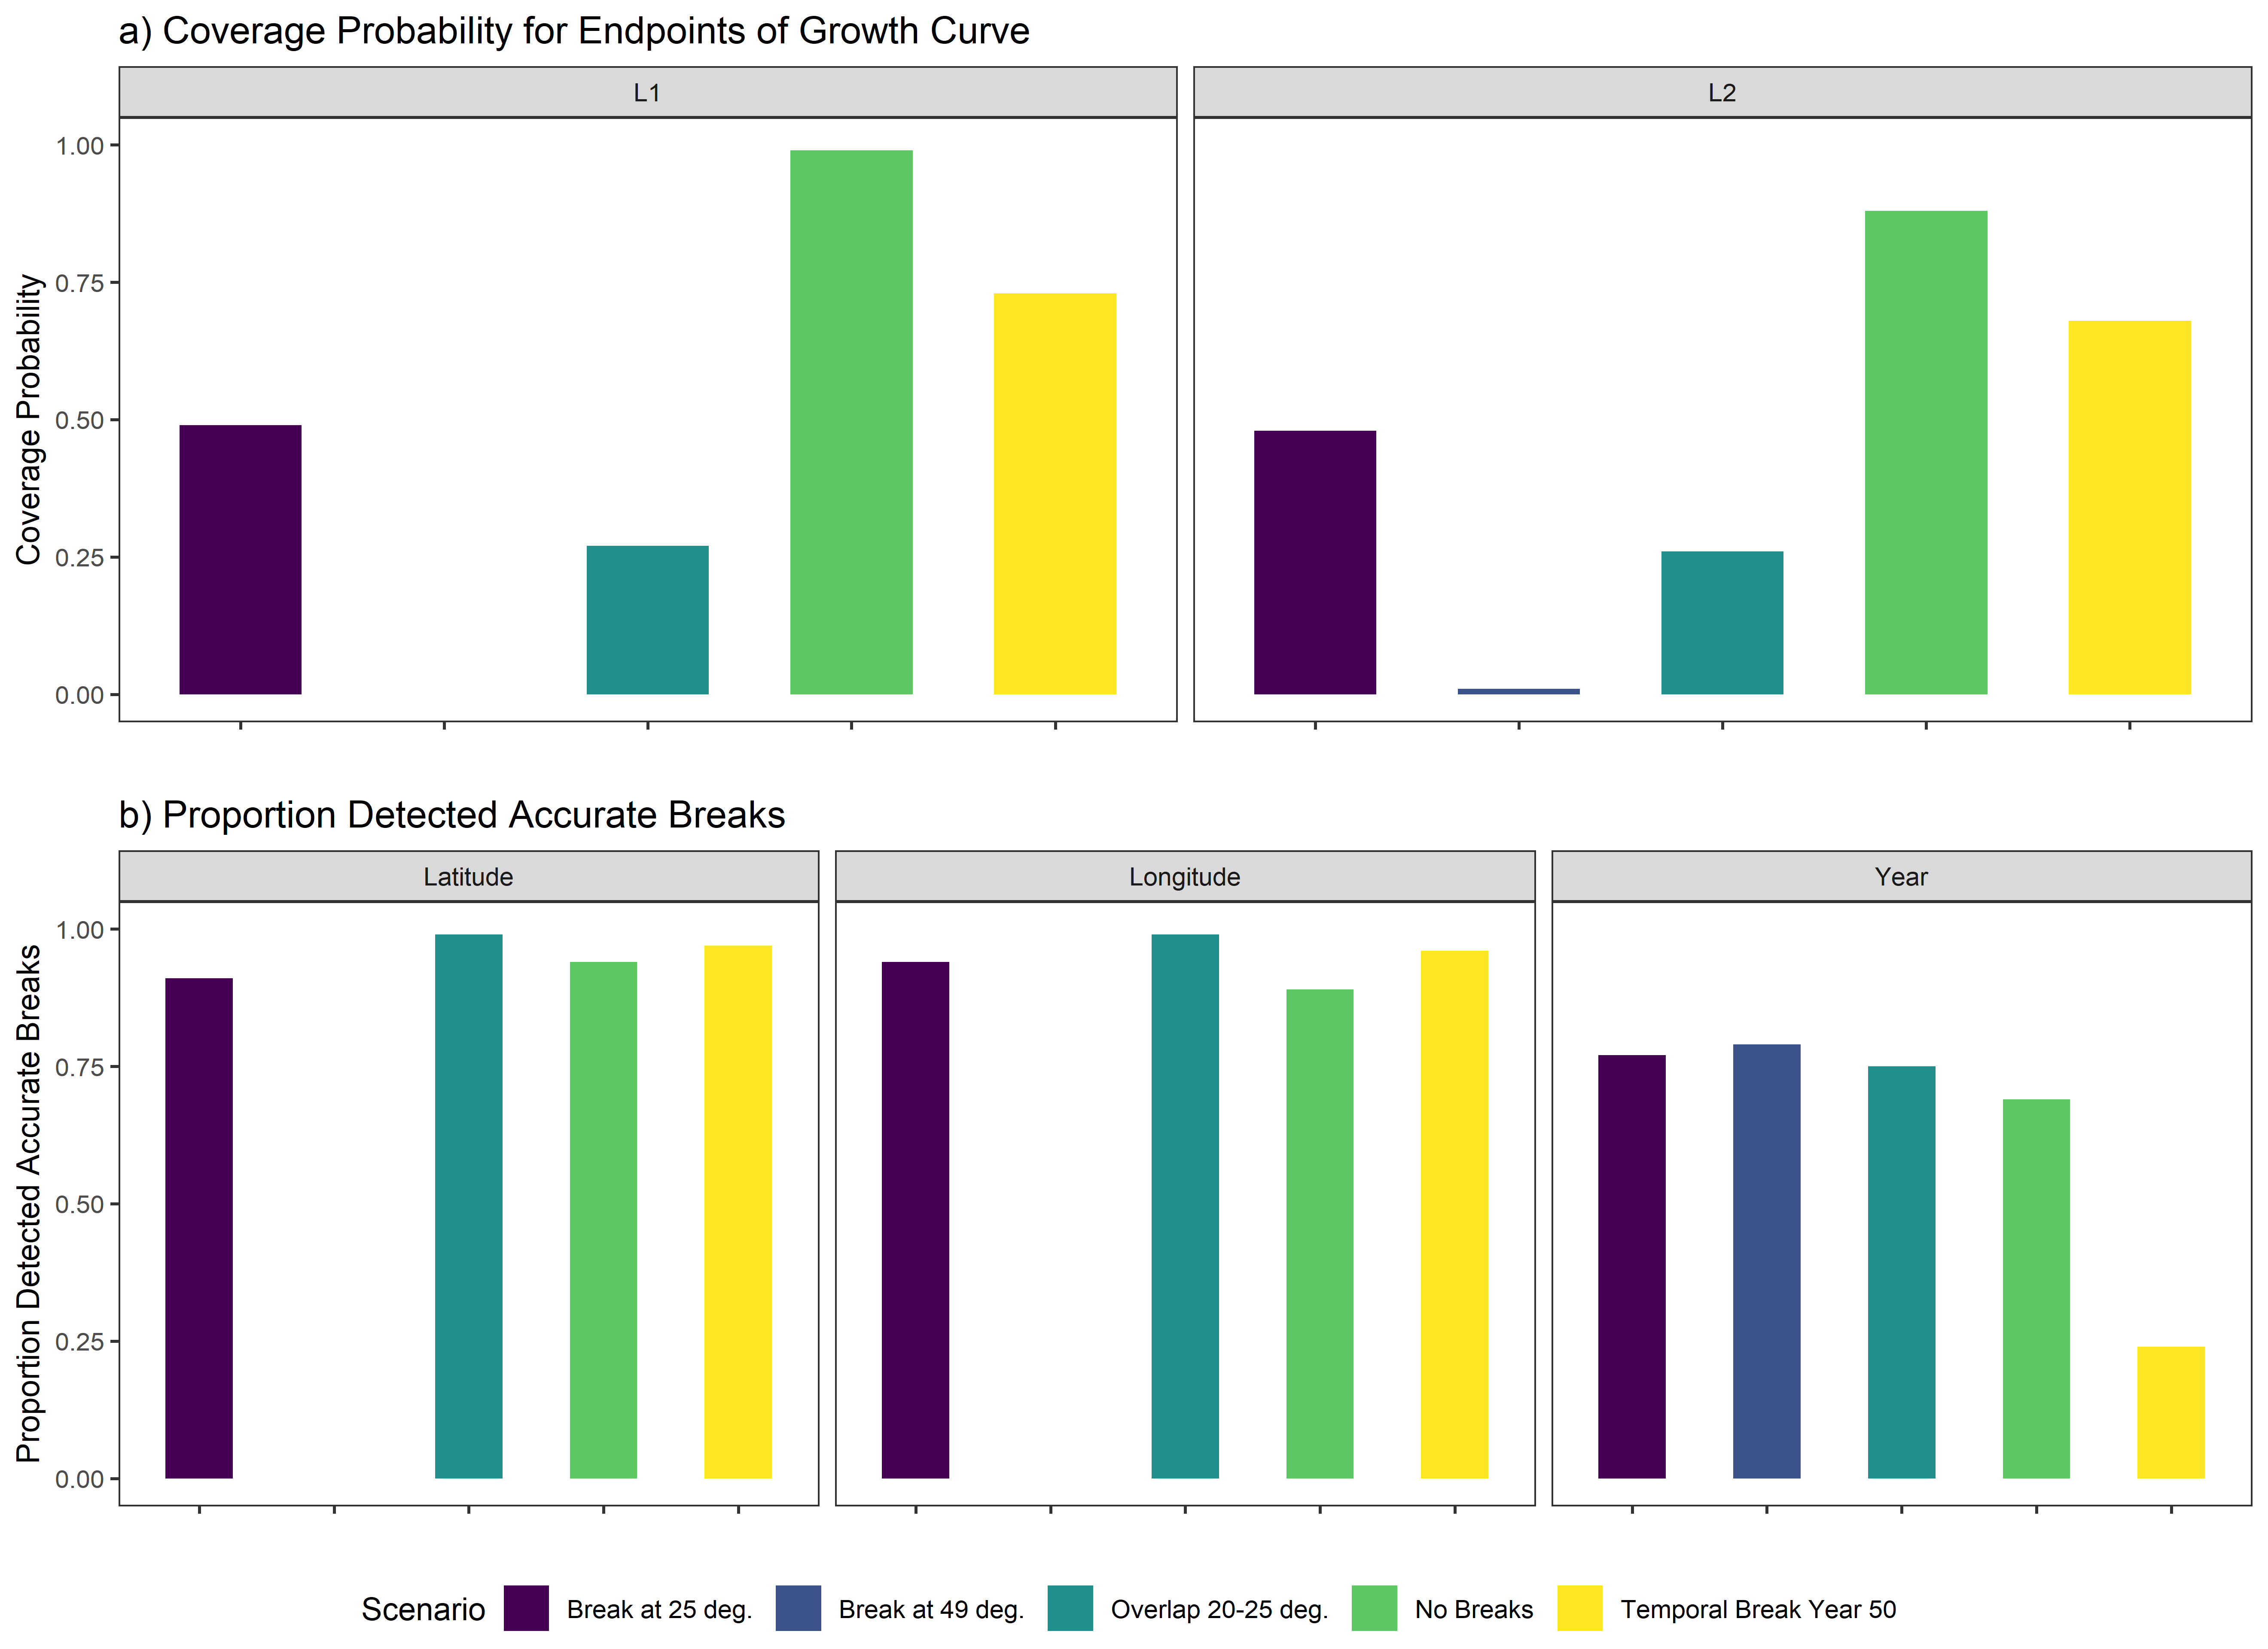 a) Coverage Probability for Endpoints of Growth Curve
L1
L2
Coverage Probability
1.00
0.75
0.50
0.25
0.00
b) Proportion Detected Accurate Breaks
Latitude
Longitude
Year
Proportion Detected Accurate Breaks
1.00
0.75
0.50
0.25
0.00
Scenario Break at 25 deg. Break at 49 deg. Overlap 20-25 deg. No Breaks Temporal Break Year 50